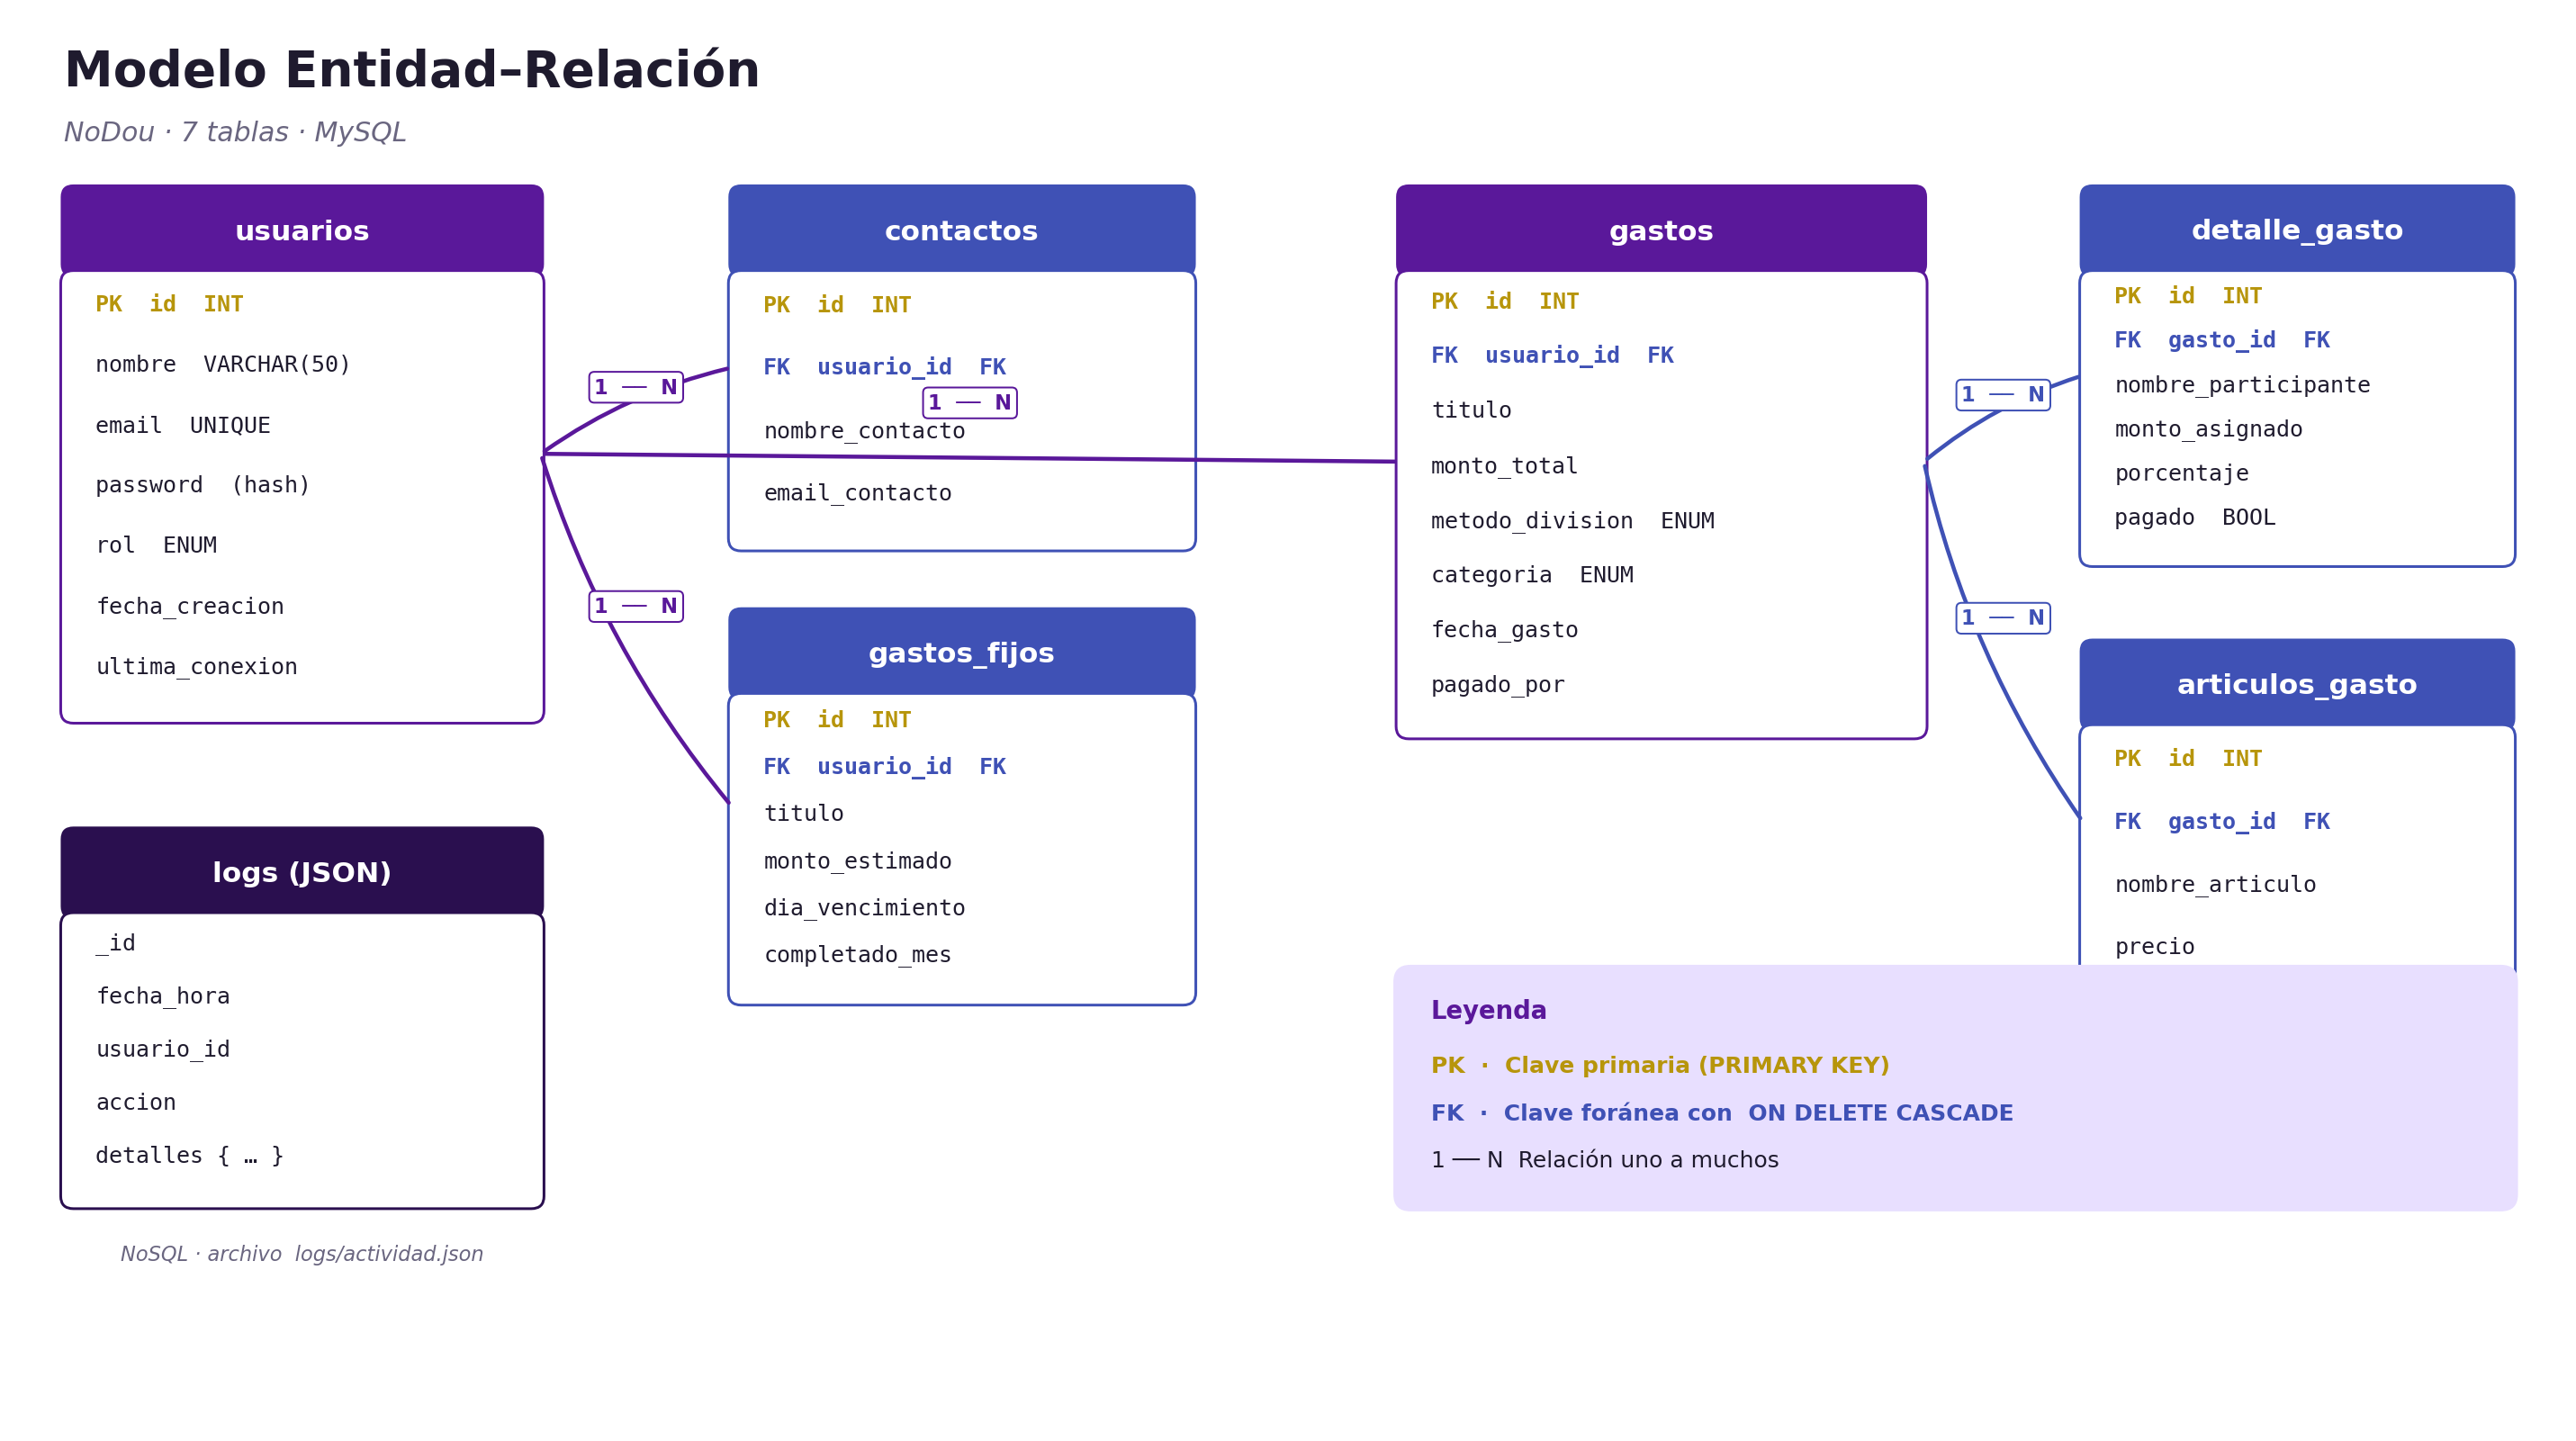 Modelo Entidad–Relación
NoDou · 7 tablas · MySQL
usuarios
PK id INT
nombre VARCHAR(50)
email UNIQUE
password (hash)
rol ENUM
fecha_creacion
ultima_conexion
1 — N
1 — N
contactos
PK id INT
FK usuario_id FK
1 — N
nombre_contacto
email_contacto
gastos_fijos
PK id INT
FK usuario_id FK
titulo
monto_estimado
dia_vencimiento
completado_mes
gastos
PK id INT
FK usuario_id FK
titulo
monto_total
metodo_division ENUM
categoria ENUM
fecha_gasto
pagado_por
1 — N
1 — N
detalle_gasto
PK id INT
FK gasto_id FK
nombre_participante
monto_asignado
porcentaje
pagado BOOL
articulos_gasto
PK id INT
FK gasto_id FK
nombre_articulo
precio
logs (JSON)
_id
fecha_hora
usuario_id
accion
detalles { … }
NoSQL · archivo logs/actividad.json
Leyenda
PK · Clave primaria (PRIMARY KEY)
FK · Clave foránea con ON DELETE CASCADE
1 — N Relación uno a muchos